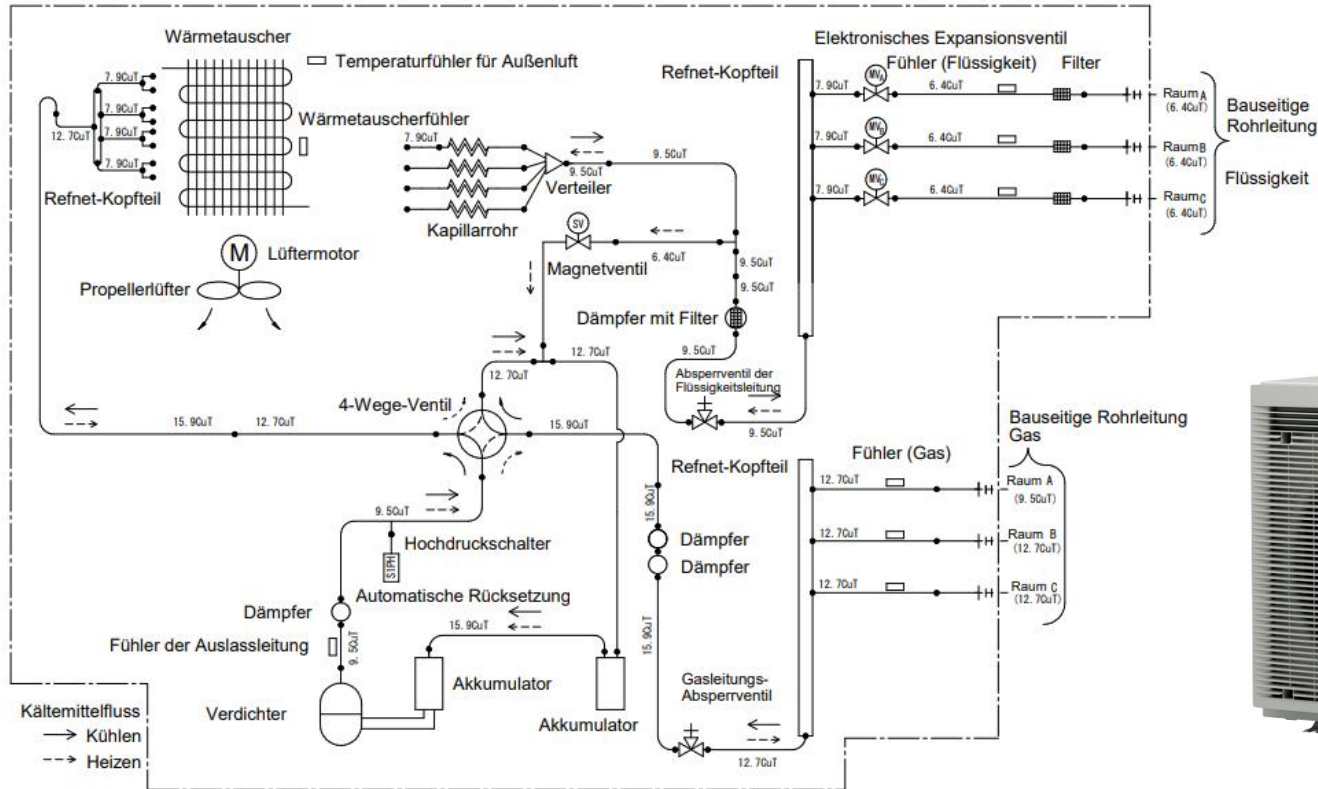 Wärmetauscher
Temperaturfühler für Außenluft
7.9CuT
7.9CuT
7.9CuT
7.9CuT
12.7CuT
Refnet-Kopfteil
Wärmetauscherfühler
7.9CuT
Kapillarrohr
Verteiler
9.5CuT
9.5CuT
M
Lüftermotor
Propellerlüfter
SV
Magnetventil
6.4CuT
9.5CuT
9.5CuT
Dämpfer mit Filter
9.5CuT
Absperrventil der
Flüssigkeitsleitung
9.5CuT
Refnet-Kopfteil
Elektronisches Expansionsventil
Fühler (Flüssigkeit)
Filter
7.9CuT
MVA
6.4CuT
Raum A
(6.4CuT)
7.9CuT
MVB
6.4CuT
Raum B
(6.4CuT)
7.9CuT
MVC
6.4CuT
Raum C
(6.4CuT)
Bauseitige
Rohrleitung
Flüssigkeit
12.7CuT
12.7CuT
4-Wege-Ventil
15.9CuT
12.7CuT
15.9CuT
9.5CuT
S1PH
Hochdruckschalter
Automatische Rücksetzung
Dämpfer
Fühler der Auslassleitung
9.5CuT
Verdichter
15.9CuT
Akkumulator
Akkumulator
15.9CuT
Dämpfer
Dämpfer
15.9CuT
Gasleitungs-
Absperrventil
12.7CuT
Refnet-Kopfteil
Fühler (Gas)
Bauseitige Rohrleitung
Gas
12.7CuT
Raum A
(9.5CuT)
12.7CuT
Raum B
(12.7CuT)
12.7CuT
Raum C
(12.7CuT)
Kältemittelfluss
Kühlen
Heizen